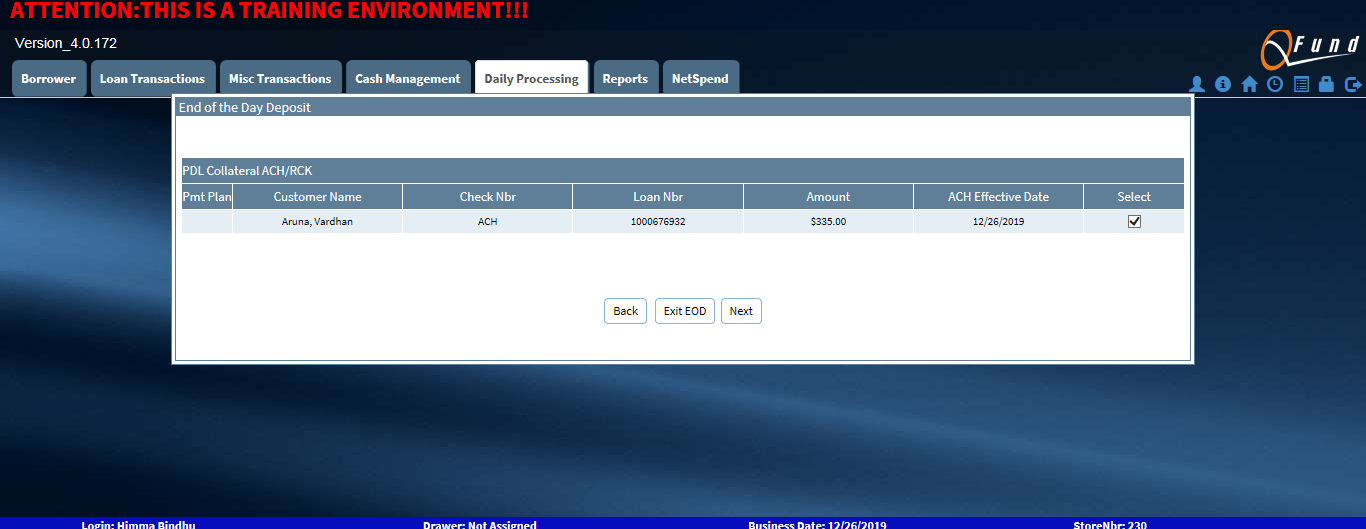 ATTENTION:THIS IS A TRAINING ENVIRONMENT!!!
Version_4.0.172
QFund
Borrower Loan Transactions Misc Transactions Cash Management Daily Processing Reports NetSpend
End of the Day Deposit
PDL Collateral ACH/RCK
Pmt Plan Customer Name Check Nbr Loan Nbr Amount ACH Effective Date Select
Aruna, Vardhan ACH 1000676932 $335.00 12/26/2019
Back Exit EOD Next
Login: Himma Bindhu Drawer: Not Assigned Business Date: 12/26/2019 StoreNbr: 230